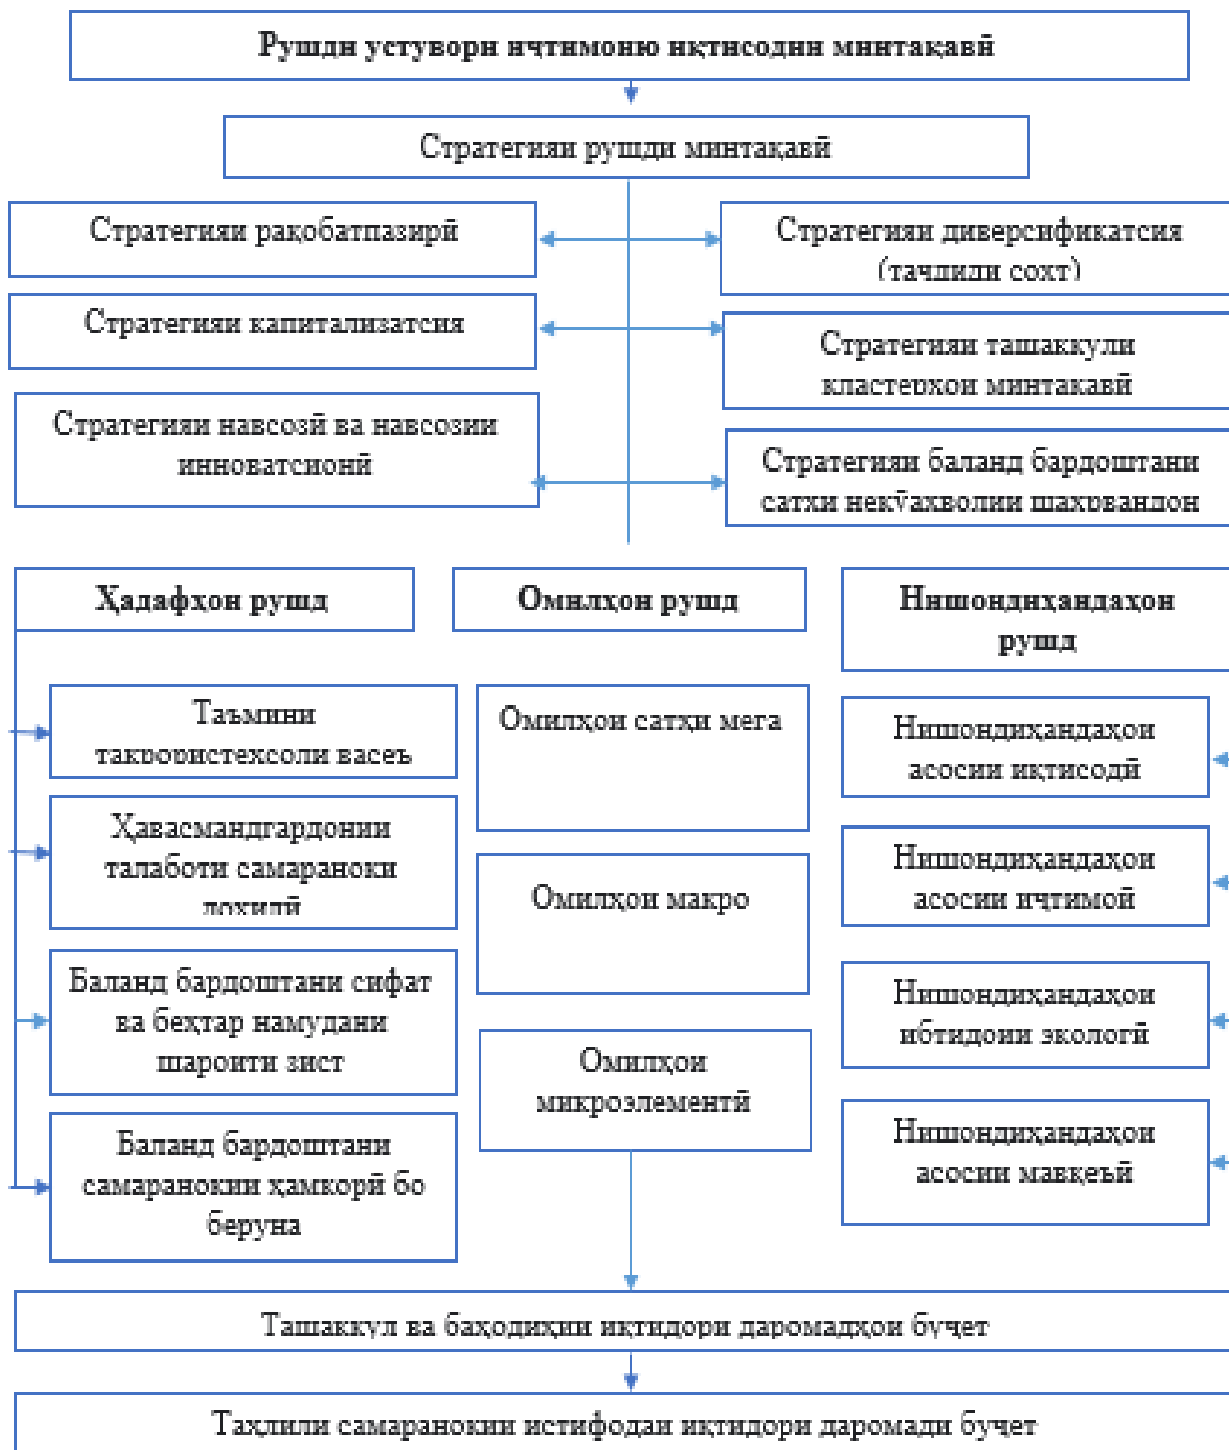 Рушди устувори иҷтимоию иқтисодии минтақавӣ
Стратегияи рушди минтақавӣ
Стратегияи рақобатпазирӣ
Стратегияи диверсификатсия
(таҷдиди сохт)
Стратегияи капитализатсия
Стратегияи ташаккули
кластерҳои минтақавӣ
Стратегияи навсозӣ ва навсозии
инноватсионӣ
Стратегияи баланд бардоштани
сатҳи некӯаҳволии шаҳрвандон
Ҳадафҳои рушд
Омилҳои рушд
Нишондиҳандаҳои
рушд
Таъмини
такрористеҳсоли васеъ
Ҳавасмандгардонии
талаботи самараноки
дохилӣ
Баланд бардоштани сифат
ва беҳтар намудани
шароити зист
Баланд бардоштани
самаранокии ҳамкорӣ бо
беруна
Омилҳои сатҳи мега
Омилҳои макро
Омилҳои
микроэлементӣ
Нишондиҳандаҳои
асосии иқтисодӣ
Нишондиҳандаҳои
асосии иҷтимоӣ
Нишондиҳандаҳои
ибтидоии экологӣ
Нишондиҳандаҳои
асосии мавқеъӣ
Ташаккул ва баҳодиҳии иқтидори даромадҳои буҷет
Таҳлили самаранокии истифодаи иқтидори даромади буҷет